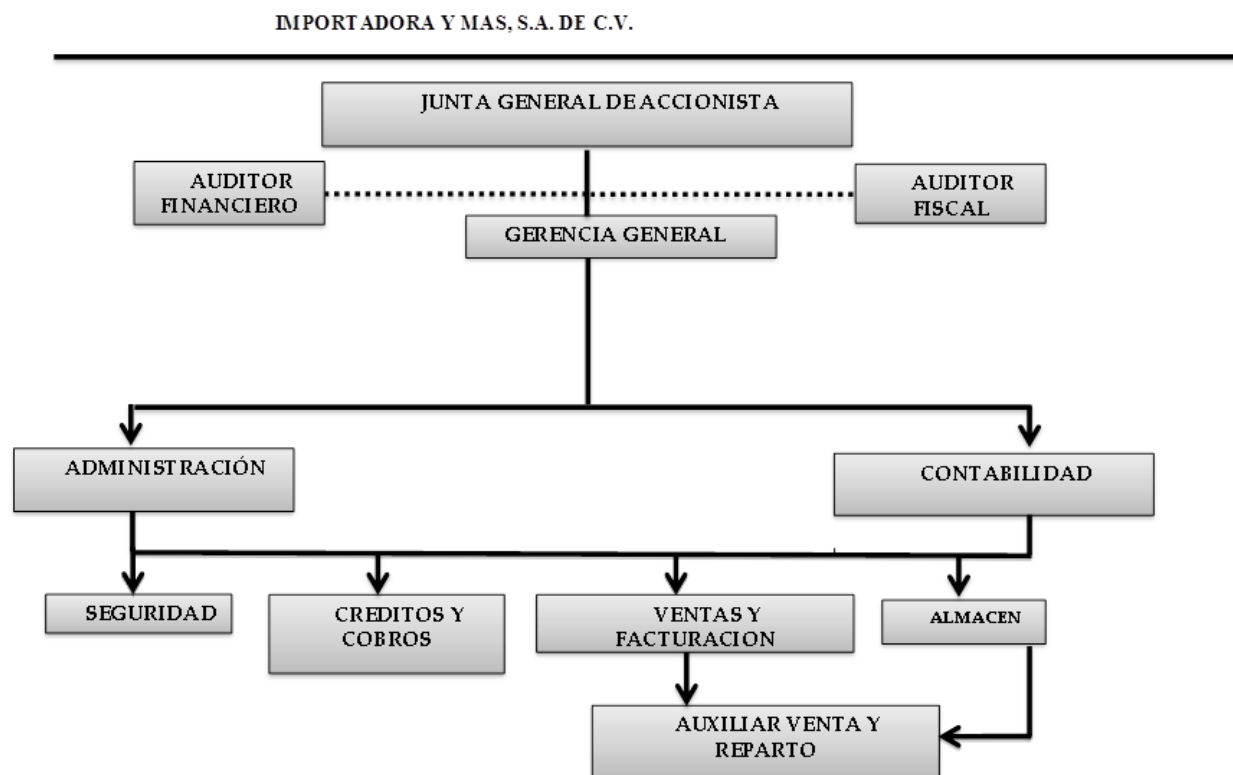 IMPORTADORA Y MAS, S.A. DE C.V.
JUNTA GENERAL DE ACCIONISTA
AUDITOR
FINANCIERO
AUDITOR
FISCAL
GERENCIA GENERAL
ADMINISTRACIÓN
CONTABILIDAD
SEGURIDAD
CREDITOS Y
COBROS
VENTAS Y
FACTURACION
ALMACEN
AUXILIAR VENTA Y
REPARTO